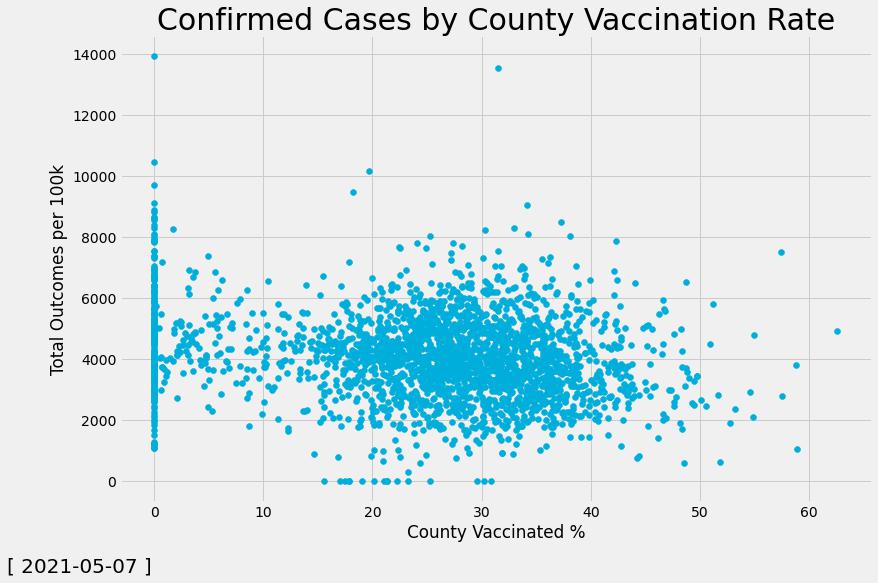 Confirmed Cases by County Vaccination Rate
Total Outcomes per 100k
14000
12000
10000
8000
6000
4000
2000
0
0 10 20 30 40 50 60
County Vaccinated %
[ 2021-05-07 ]